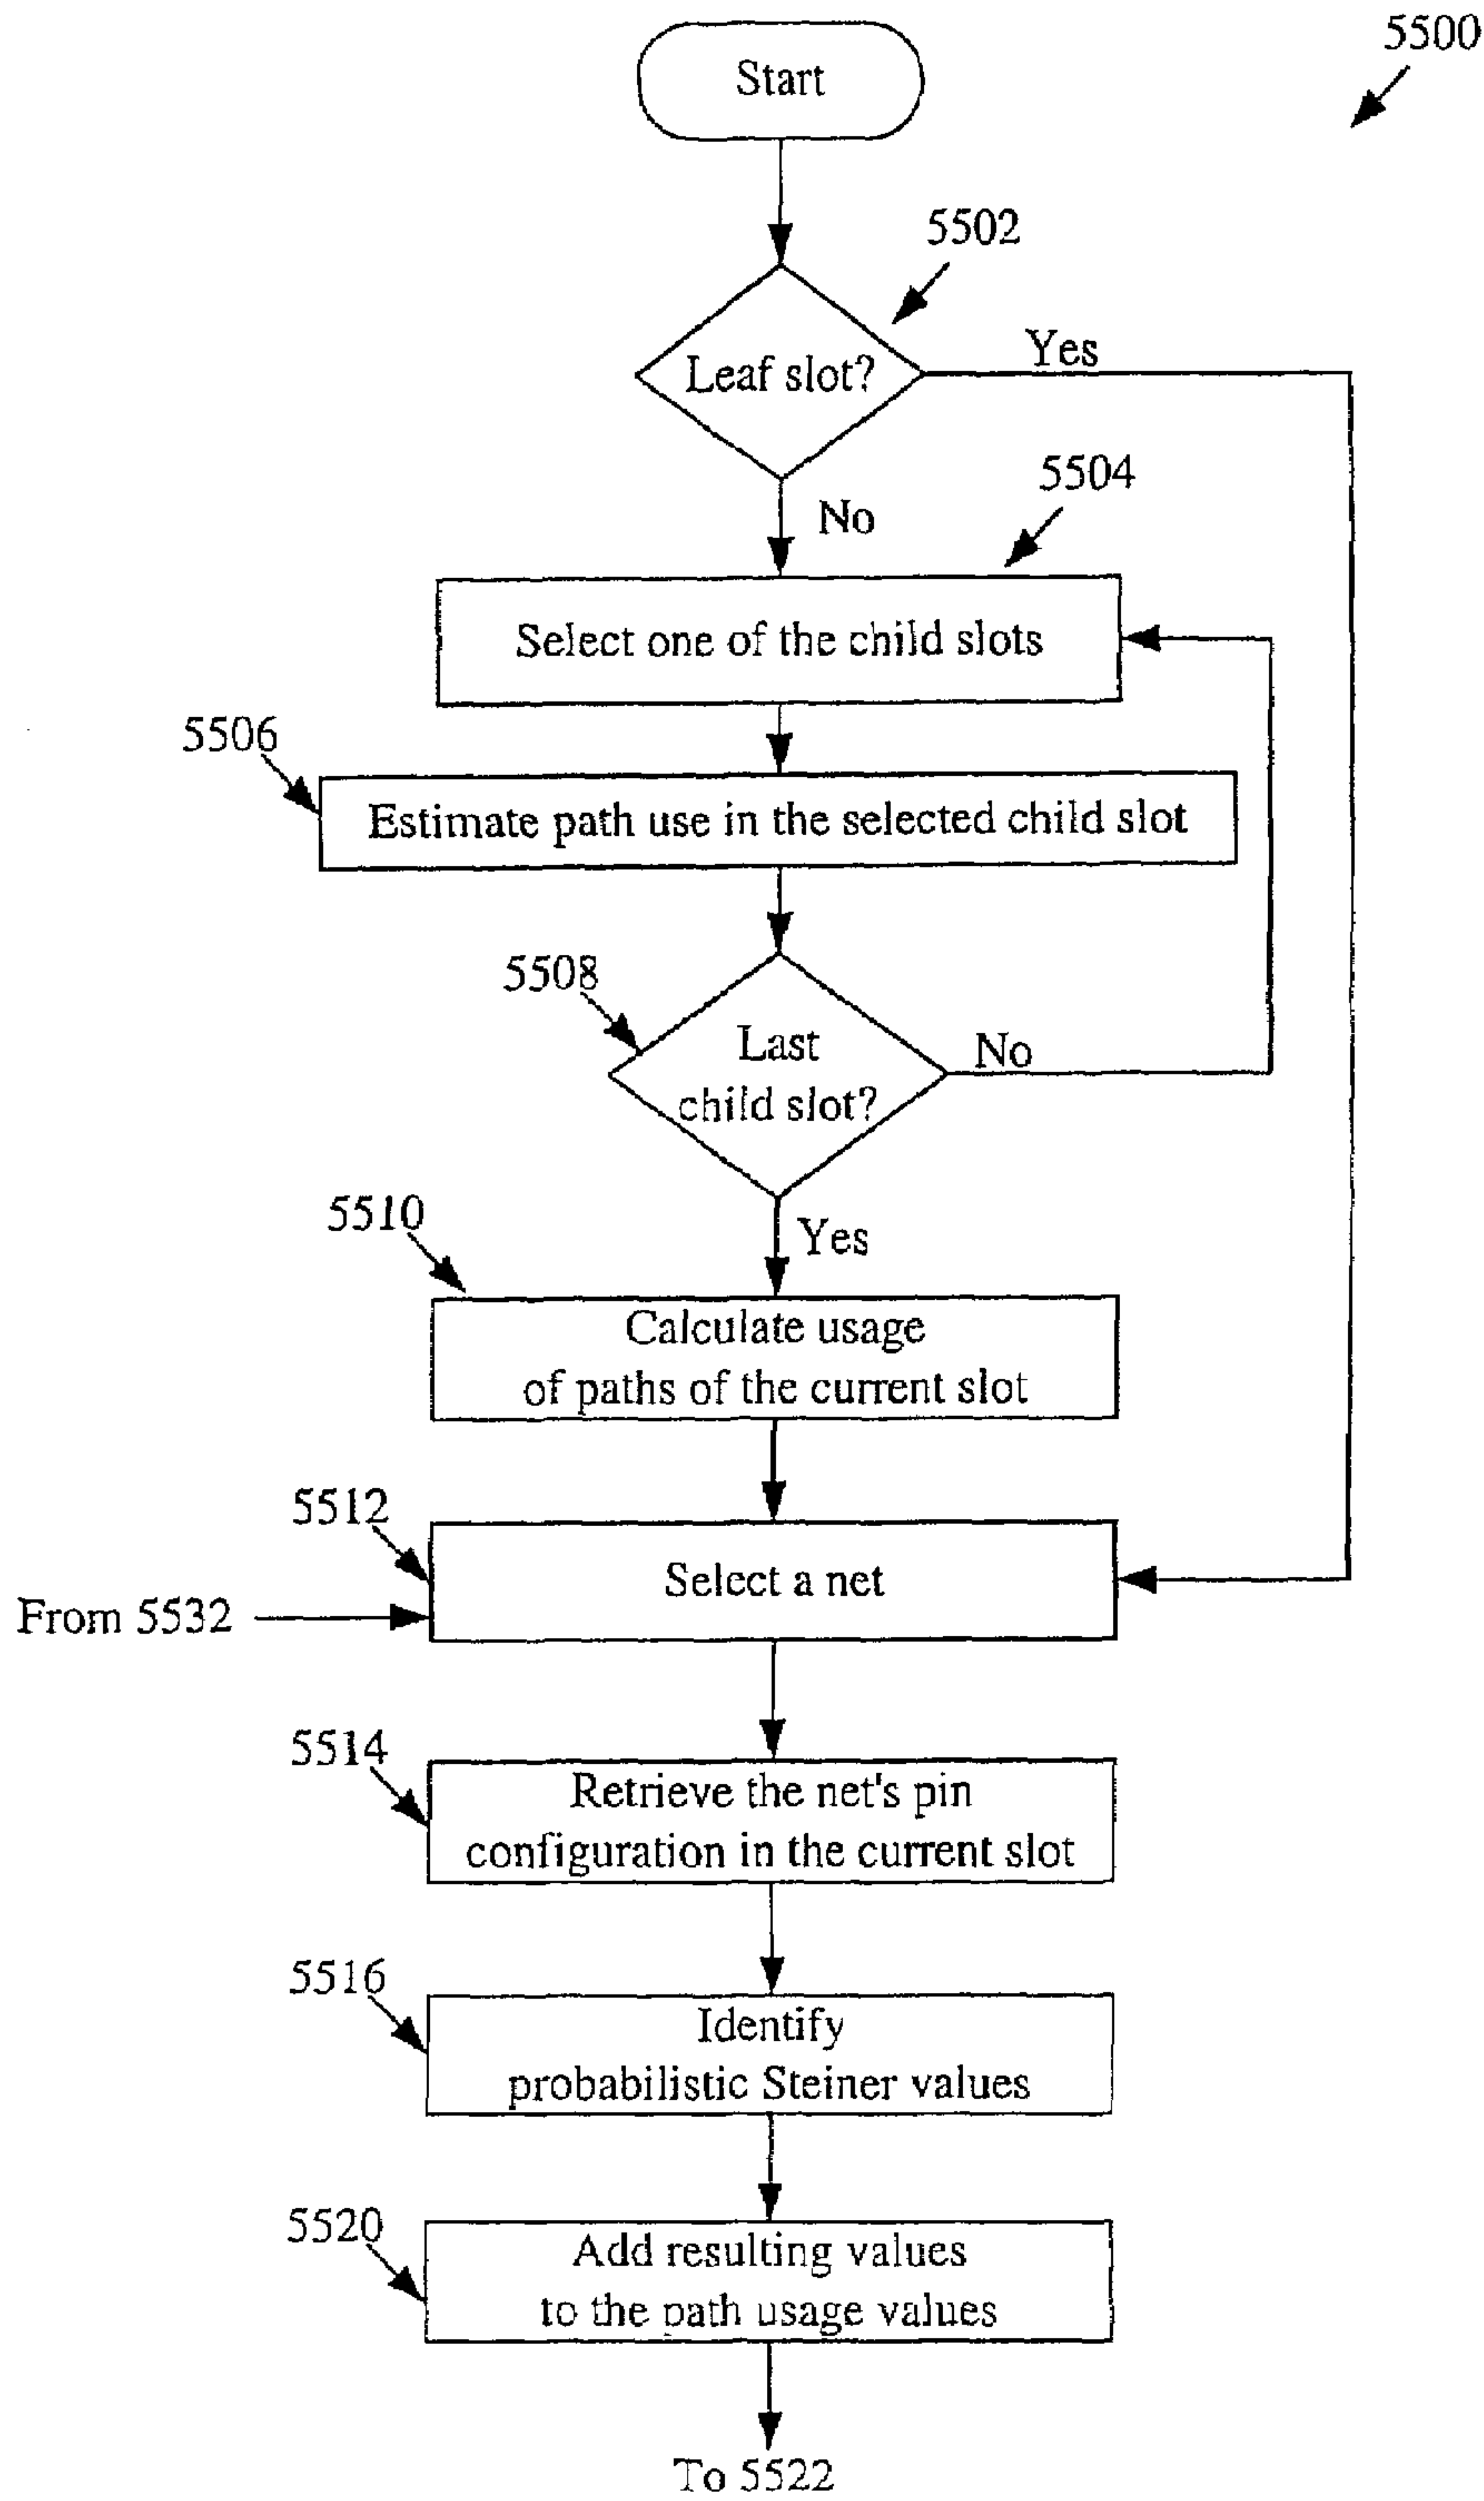 5500
Start
5502
Leaf slot?
Yes
5504
No
Select one of the child slots
5506
Estimate path use in the selected child slot
5508
Last
child slot?
No
5510
Yes
Calculate usage
of paths of the current slot
5512
Select a net
From 5532
5514
Retrieve the net's pin
configuration in the current slot
5516
Identify
probabilistic Steiner values
5520
Add resulting values
to the path usage values
To 5522